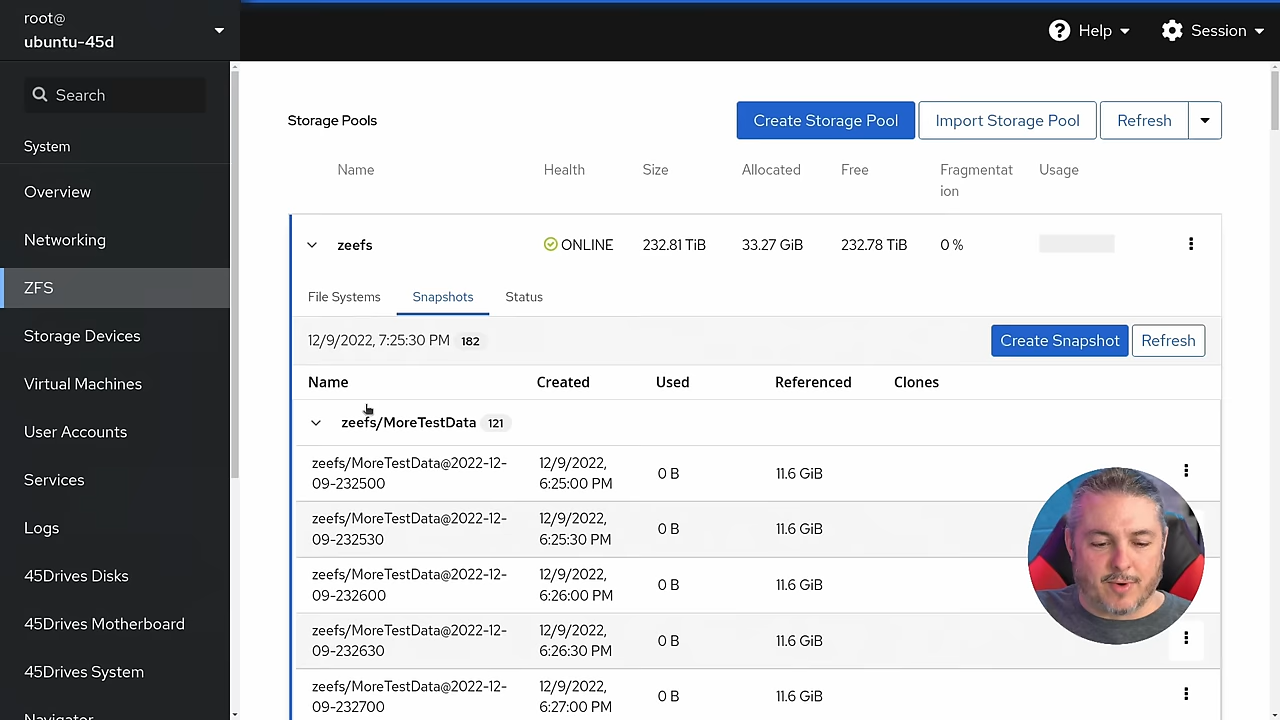 root@
ubuntu-45d
Help
Session
Search
System
Overview
Networking
ZFS
Storage Devices
Virtual Machines
User Accounts
Services
Logs
45Drives Disks
45Drives Motherboard
45Drives System
Navigator
Storage Pools
Create Storage Pool
Import Storage Pool
Refresh
Name
Health
Size
Allocated
Free
Fragmentat
ion
Usage
zeefs
ONLINE
232.81 TiB
33.27 GiB
232.78 TiB
0 %
File Systems
Snapshots
Status
12/9/2022, 7:25:30 PM 182
Create Snapshot
Refresh
Name
Created
Used
Referenced
Clones
zeefs/MoreTestData 121
zeefs/MoreTestData@2022-12-
09-232500
12/9/2022,
6:25:00 PM
0 B
11.6 GiB
zeefs/MoreTestData@2022-12-
09-232530
12/9/2022,
6:25:30 PM
0 B
11.6 GiB
zeefs/MoreTestData@2022-12-
09-232600
12/9/2022,
6:26:00 PM
0 B
11.6 GiB
zeefs/MoreTestData@2022-12-
09-232630
12/9/2022,
6:26:30 PM
0 B
11.6 GiB
zeefs/MoreTestData@2022-12-
09-232700
12/9/2022,
6:27:00 PM
0 B
11.6 GiB